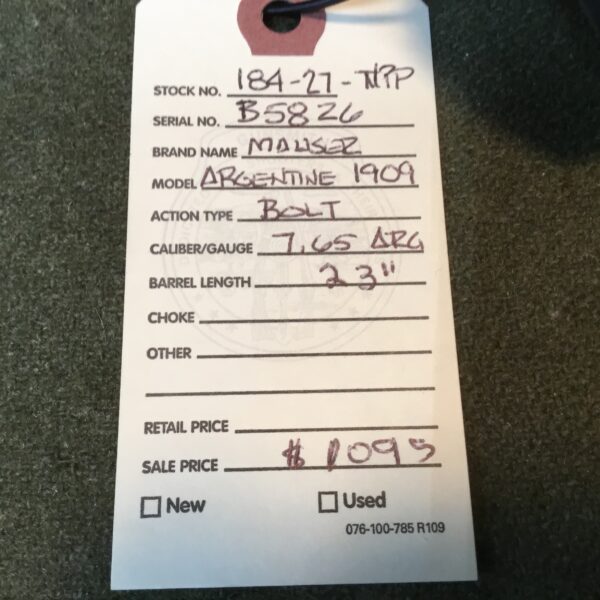 STOCK NO. 184-27-TIPP
SERIAL NO. B5826
BRAND NAME MAUSER
MODEL ARGENTINE 1909
ACTION TYPE BOLT
CALIBER/GAUGE 7.65 ARG
BARREL LENGTH 23"
CHOKE
OTHER
RETAIL PRICE
SALE PRICE $1095
New Used
076-100-785 R109